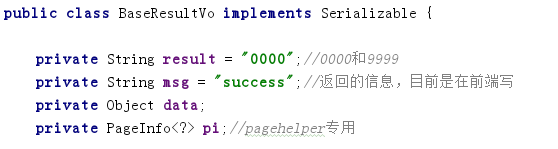 public class BaseResultVo implements Serializable {
private String result = "0000";//0000和9999
private String msg = "success";//返回的信息，目前是在前端写
private Object data;
private PageInfo<?> pi;//pagehelper专用